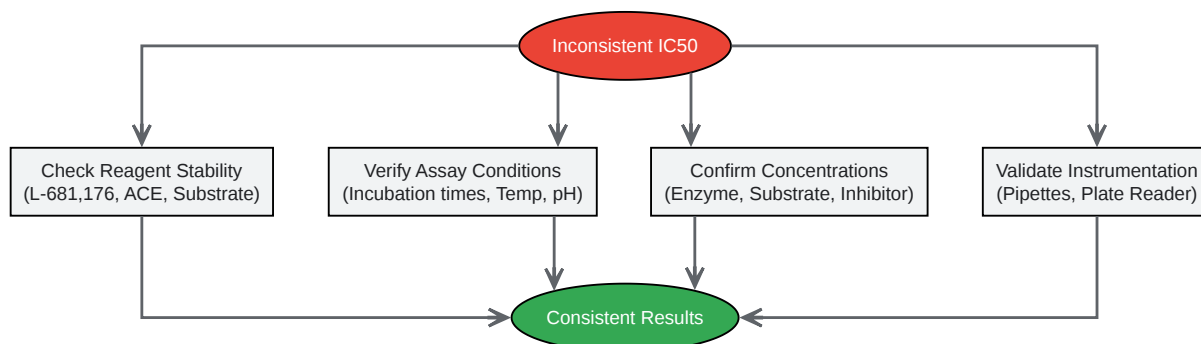 Inconsistent IC50
Check Reagent Stability
(L-681,176, ACE, Substrate)
Verify Assay Conditions
(Incubation times, Temp, pH)
Confirm Concentrations
(Enzyme, Substrate, Inhibitor)
Validate Instrumentation
(Pipettes, Plate Reader)
Consistent Results